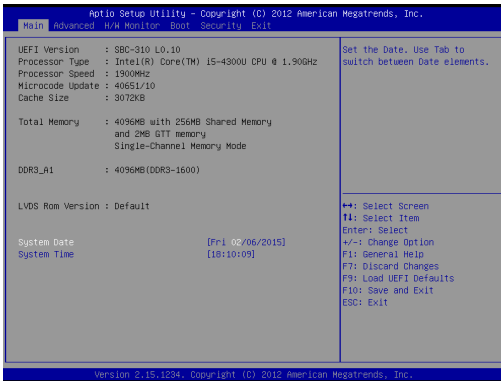 Aptio Setup Utility – Copyright (C) 2012 American Megatrends, Inc.
Main Advanced H/W Monitor Boot Security Exit
UEFI Version : SBC-310 L0.10
Processor Type : Intel(R) Core(TM) i5-4300U CPU @ 1.90GHz
Processor Speed : 1900MHz
Microcode Update : 40651/10
Cache Size : 3072KB
Total Memory : 4096MB with 256MB Shared Memory
and 2MB GTT memory
Single-Channel Memory Mode
DDR3_A1 : 4096MB(DDR3-1600)
LVDS Rom Version : Default
System Date [Fri 02/06/2015]
System Time [18:10:09]
Set the Date. Use Tab to
switch between Date elements.
↔: Select Screen
↑↓: Select Item
Enter: Select
+/-: Change Option
F1: General Help
F7: Discard Changes
F9: Load UEFI Defaults
F10: Save and Exit
ESC: Exit
Version 2.15.1234. Copyright (C) 2012 American Megatrends, Inc.